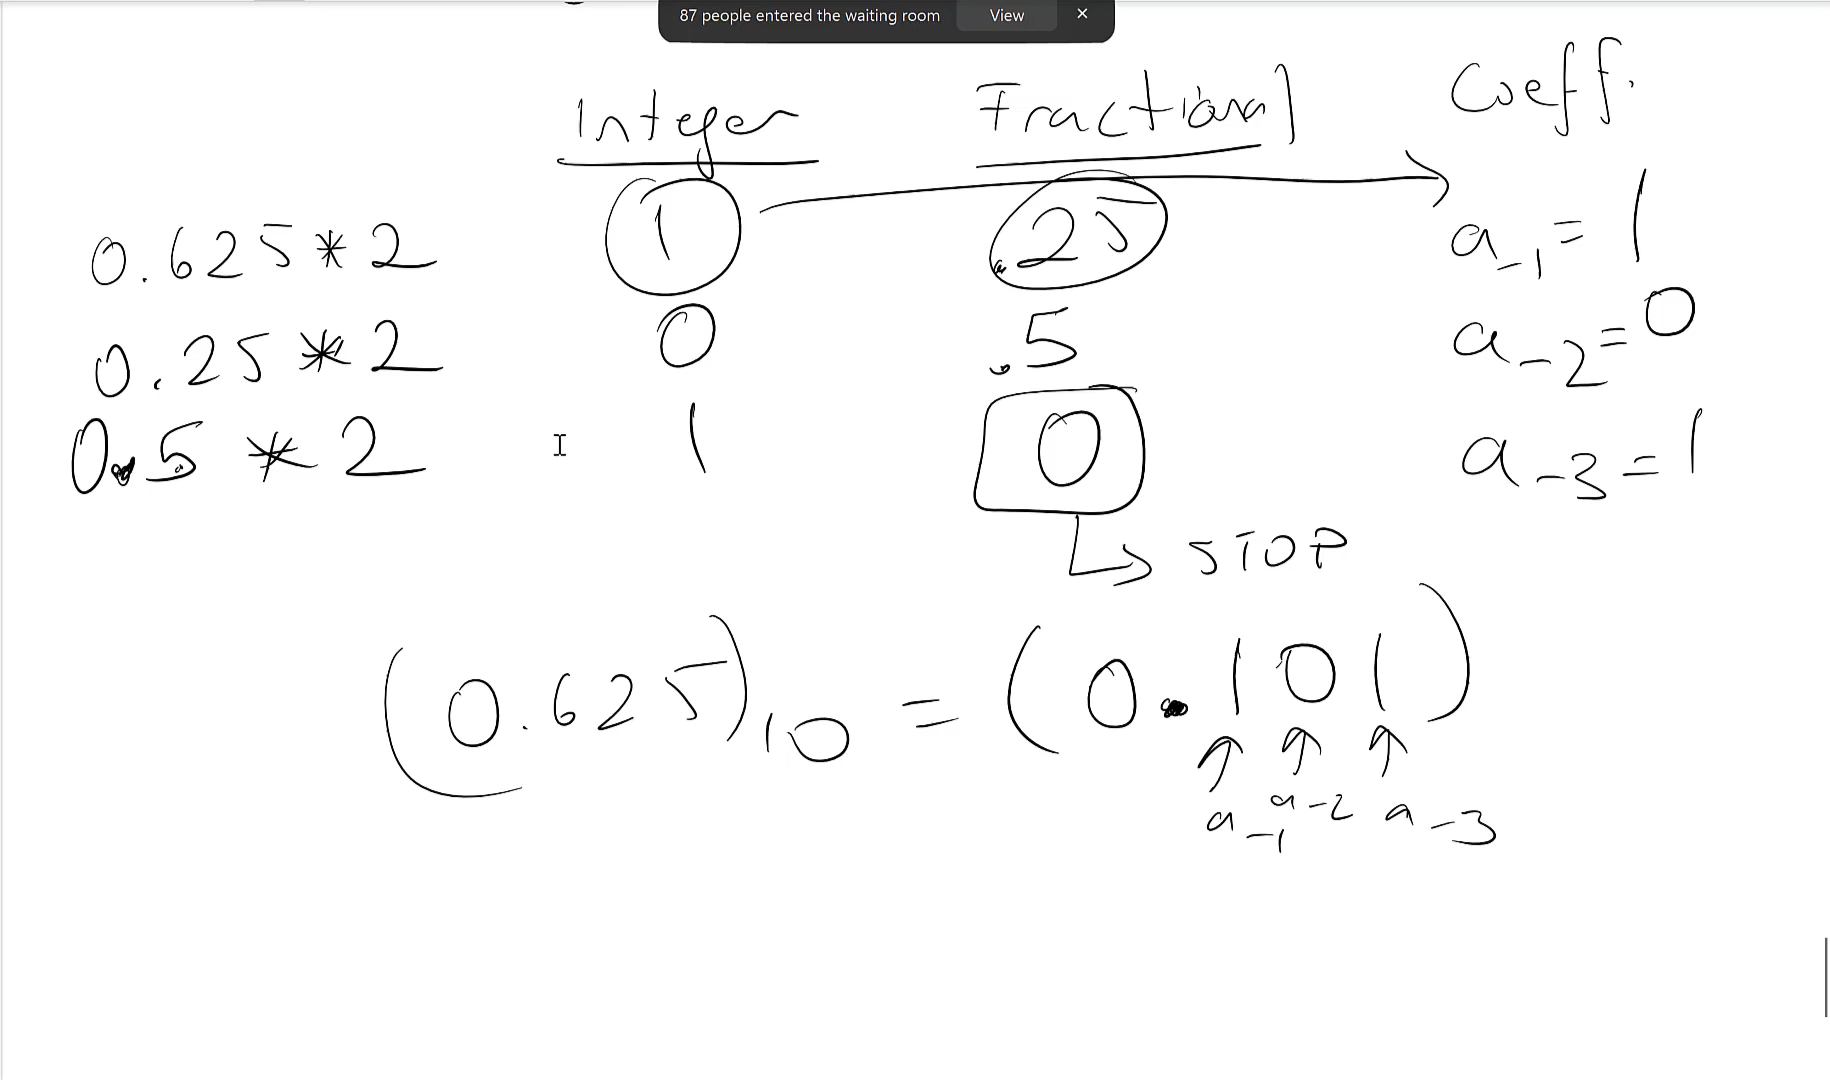 87 people entered the waiting room View ×
Integer Fractional Coeff.
0.625*2 1 .25 a-1 = 1
0.25*2 0 .5 a-2 = 0
0.5*2 1 0 a-3 = 1
STOP
(0.625)10 = (0.101)
a-1 a-2 a-3